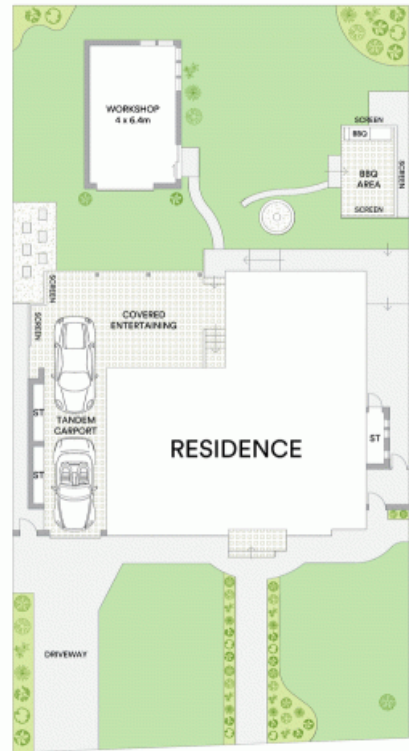 WORKSHOP
4 x 6.4m
SCREEN
BBQ
BBQ
AREA
SCREEN
SCREEN
SCREEN
SCREEN
COVERED
ENTERTAINING
ST
TANDEM
CARPORT
ST
RESIDENCE
ST
DRIVEWAY